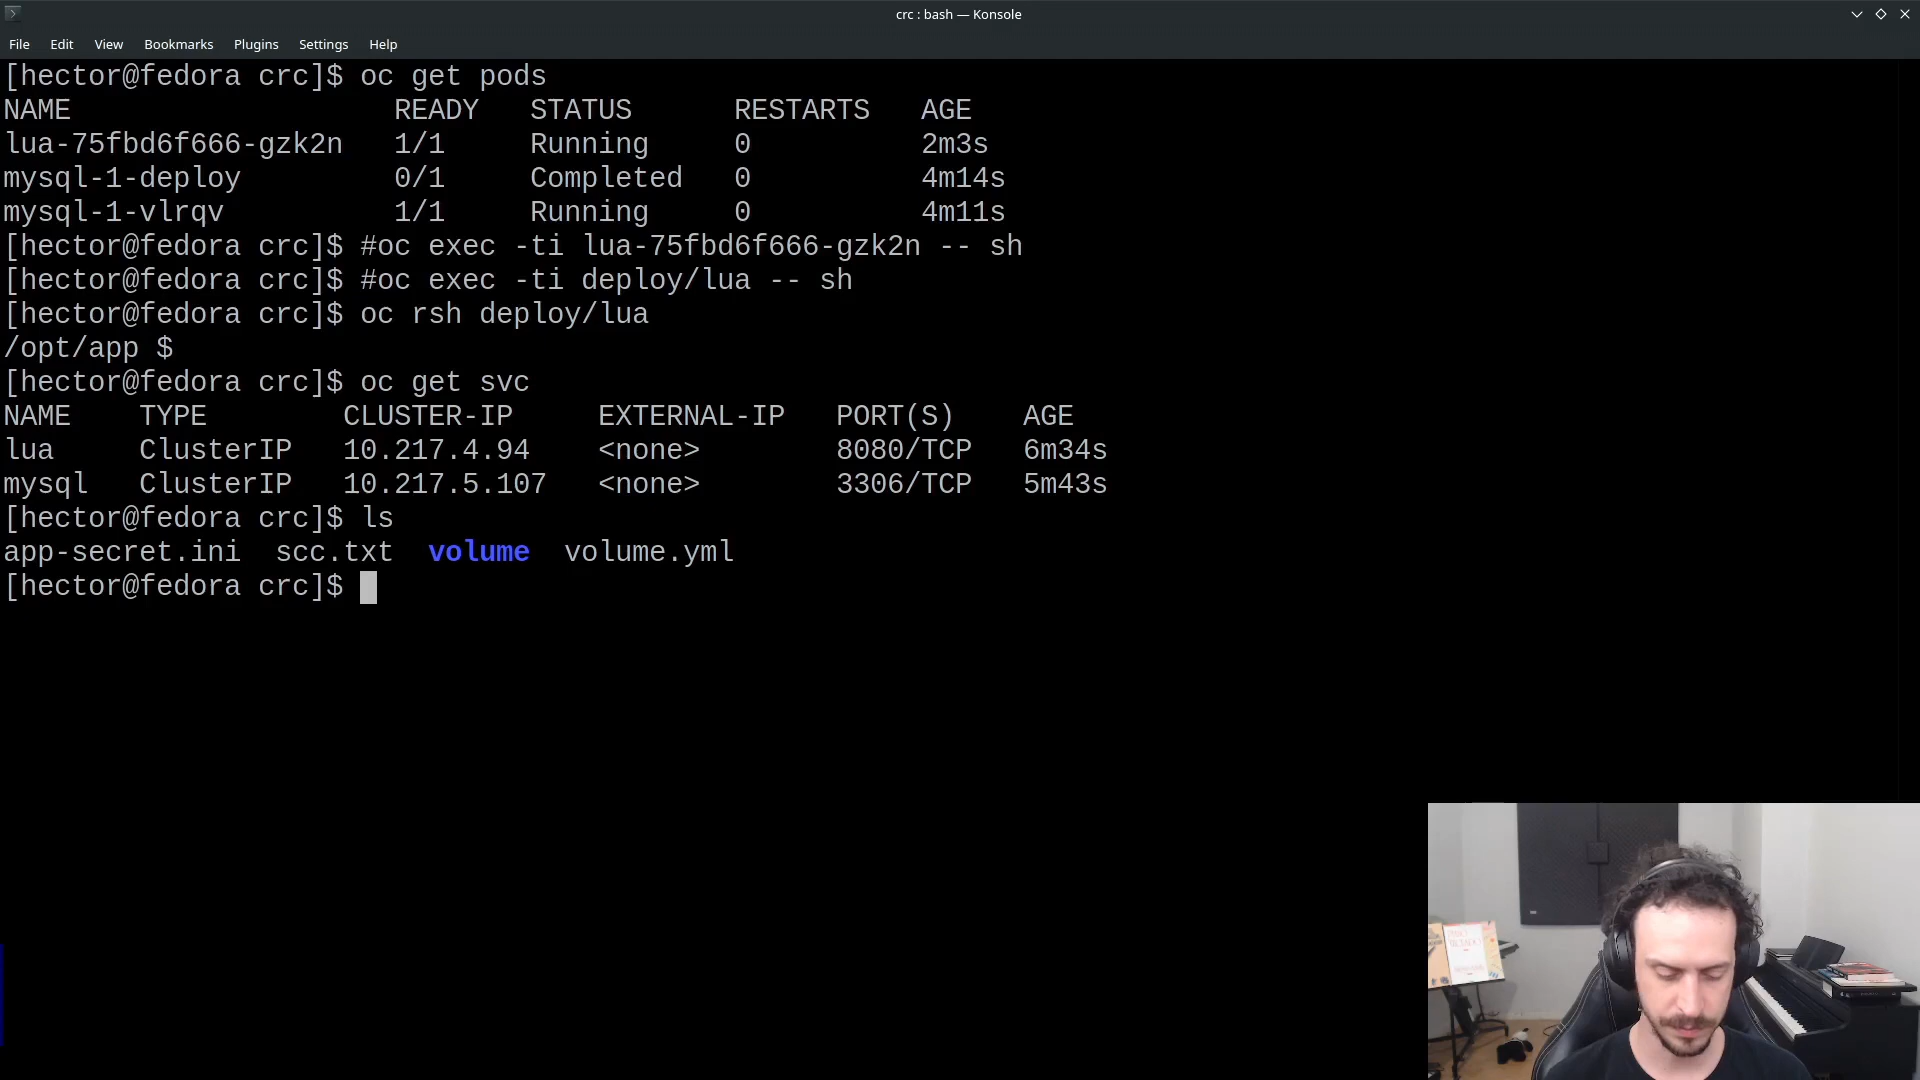 crc : bash — Konsole
File Edit View Bookmarks Plugins Settings Help
[hector@fedora crc]$ oc get pods
NAME READY STATUS RESTARTS AGE
lua-75fbd6f666-gzk2n 1/1 Running 0 2m3s
mysql-1-deploy 0/1 Completed 0 4m14s
mysql-1-vlrqv 1/1 Running 0 4m11s
[hector@fedora crc]$ #oc exec -ti lua-75fbd6f666-gzk2n -- sh
[hector@fedora crc]$ #oc exec -ti deploy/lua -- sh
[hector@fedora crc]$ oc rsh deploy/lua
/opt/app $
[hector@fedora crc]$ oc get svc
NAME TYPE CLUSTER-IP EXTERNAL-IP PORT(S) AGE
lua ClusterIP 10.217.4.94 <none> 8080/TCP 6m34s
mysql ClusterIP 10.217.5.107 <none> 3306/TCP 5m43s
[hector@fedora crc]$ ls
app-secret.ini scc.txt volume volume.yml
[hector@fedora crc]$